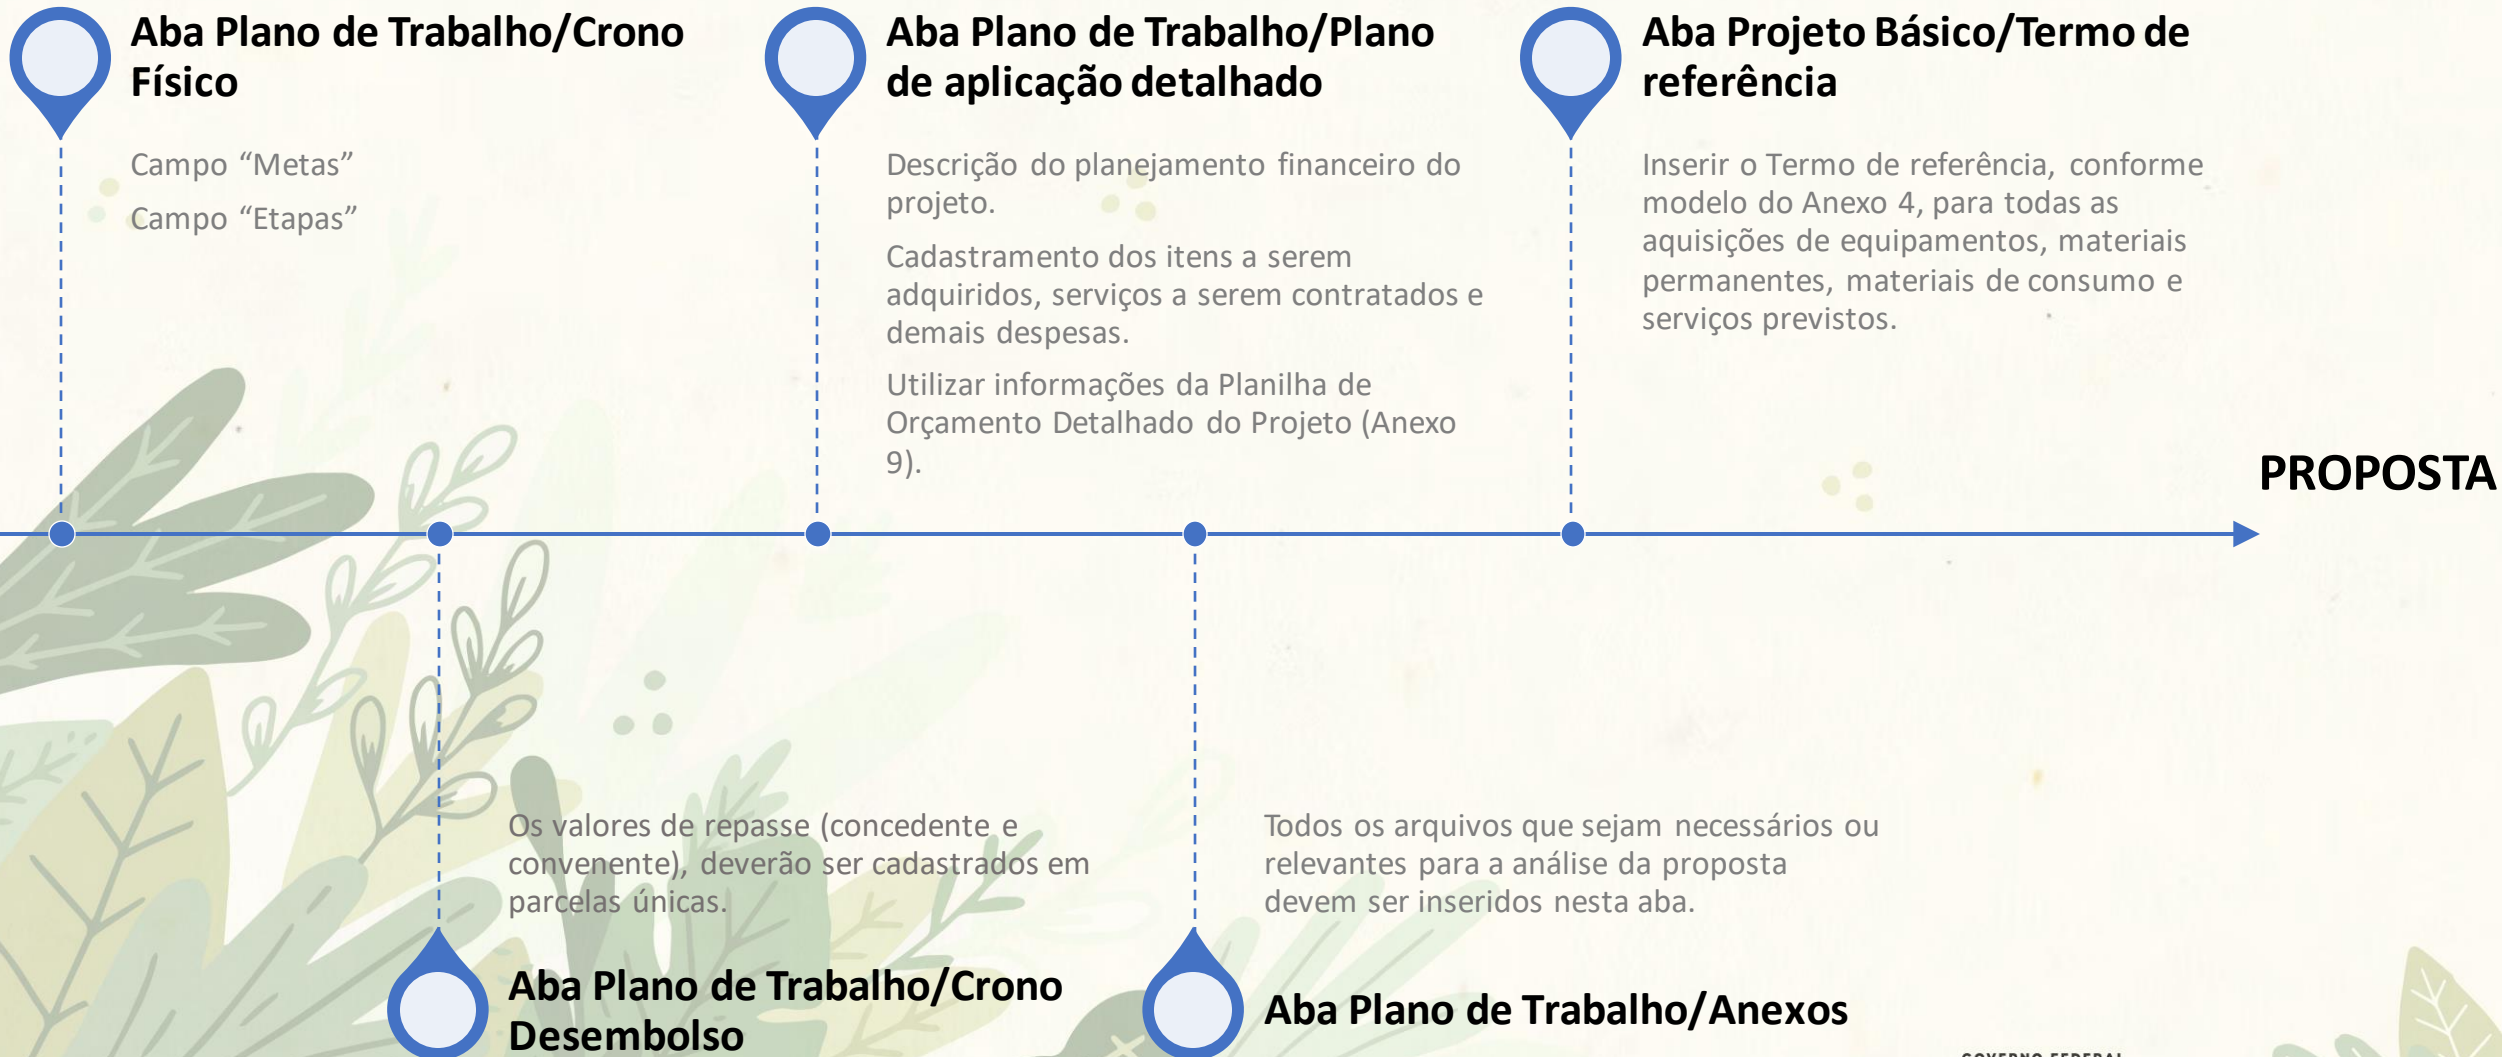 Aba Plano de Trabalho/Crono
Físico
Campo “Metas”
Campo “Etapas”
Aba Plano de Trabalho/Plano
de aplicação detalhado
Descrição do planejamento financeiro do
projeto.
Cadastramento dos itens a serem
adquiridos, serviços a serem contratados e
demais despesas.
Utilizar informações da Planilha de
Orçamento Detalhado do Projeto (Anexo
9).
Aba Projeto Básico/Termo de
referência
Inserir o Termo de referência, conforme
modelo do Anexo 4, para todas as
aquisições de equipamentos, materiais
permanentes, materiais de consumo e
serviços previstos.
PROPOSTA
Os valores de repasse (concedente e
convenente), deverão ser cadastrados em
parcelas únicas.
Aba Plano de Trabalho/Crono
Desembolso
Todos os arquivos que sejam necessários ou
relevantes para a análise da proposta
devem ser inseridos nesta aba.
Aba Plano de Trabalho/Anexos
GOVERNO FEDERAL